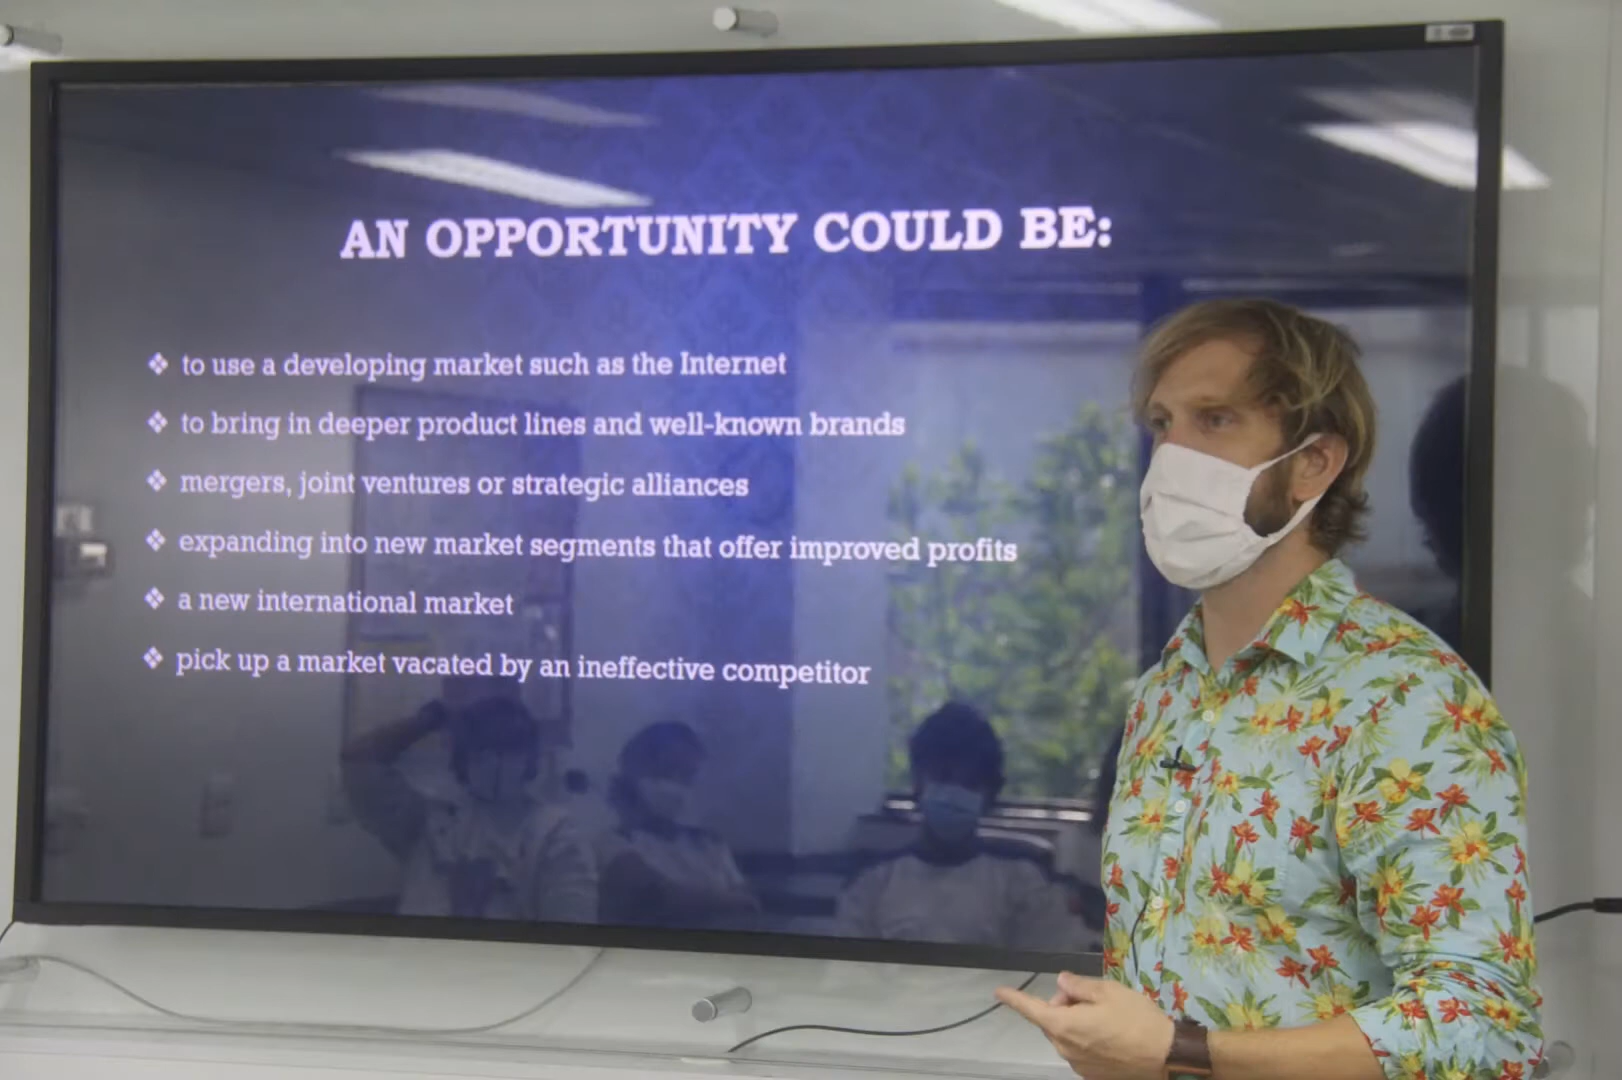 AN OPPORTUNITY COULD BE:
❖ to use a developing market such as the Internet
❖ to bring in deeper product lines and well-known brands
❖ mergers, joint ventures or strategic alliances
❖ expanding into new market segments that offer improved profits
❖ a new international market
❖ pick up a market vacated by an ineffective competitor